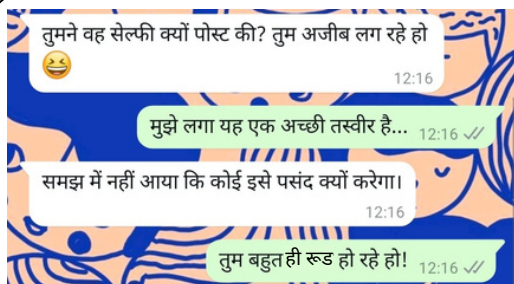 तुमने वह सेल्फी क्यों पोस्ट की? तुम अजीब लग रहे हो
😆
12:16
मुझे लगा यह एक अच्छी तस्वीर है... 12:16
समझ में नहीं आया कि कोई इसे पसंद क्यों करेगा।
12:16
तुम बहुत ही रूड हो रहे हो! 12:16